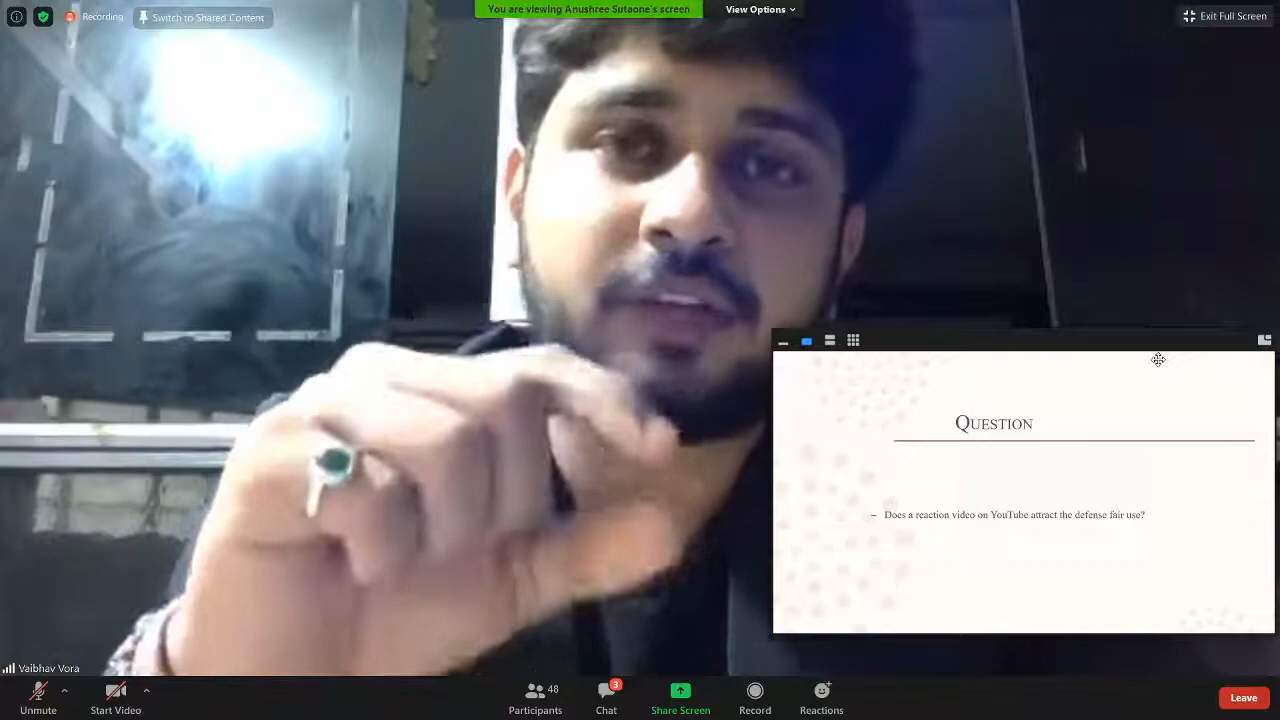 Recording
Switch to Shared Content
You are viewing Anushree Sutaone's screen
View Options
Exit Full Screen
QUESTION
– Does a reaction video on YouTube attract the defense fair use?
Vaibhav Vora
Unmute
Start Video
48
Participants
3
Chat
Share Screen
Record
Reactions
Leave